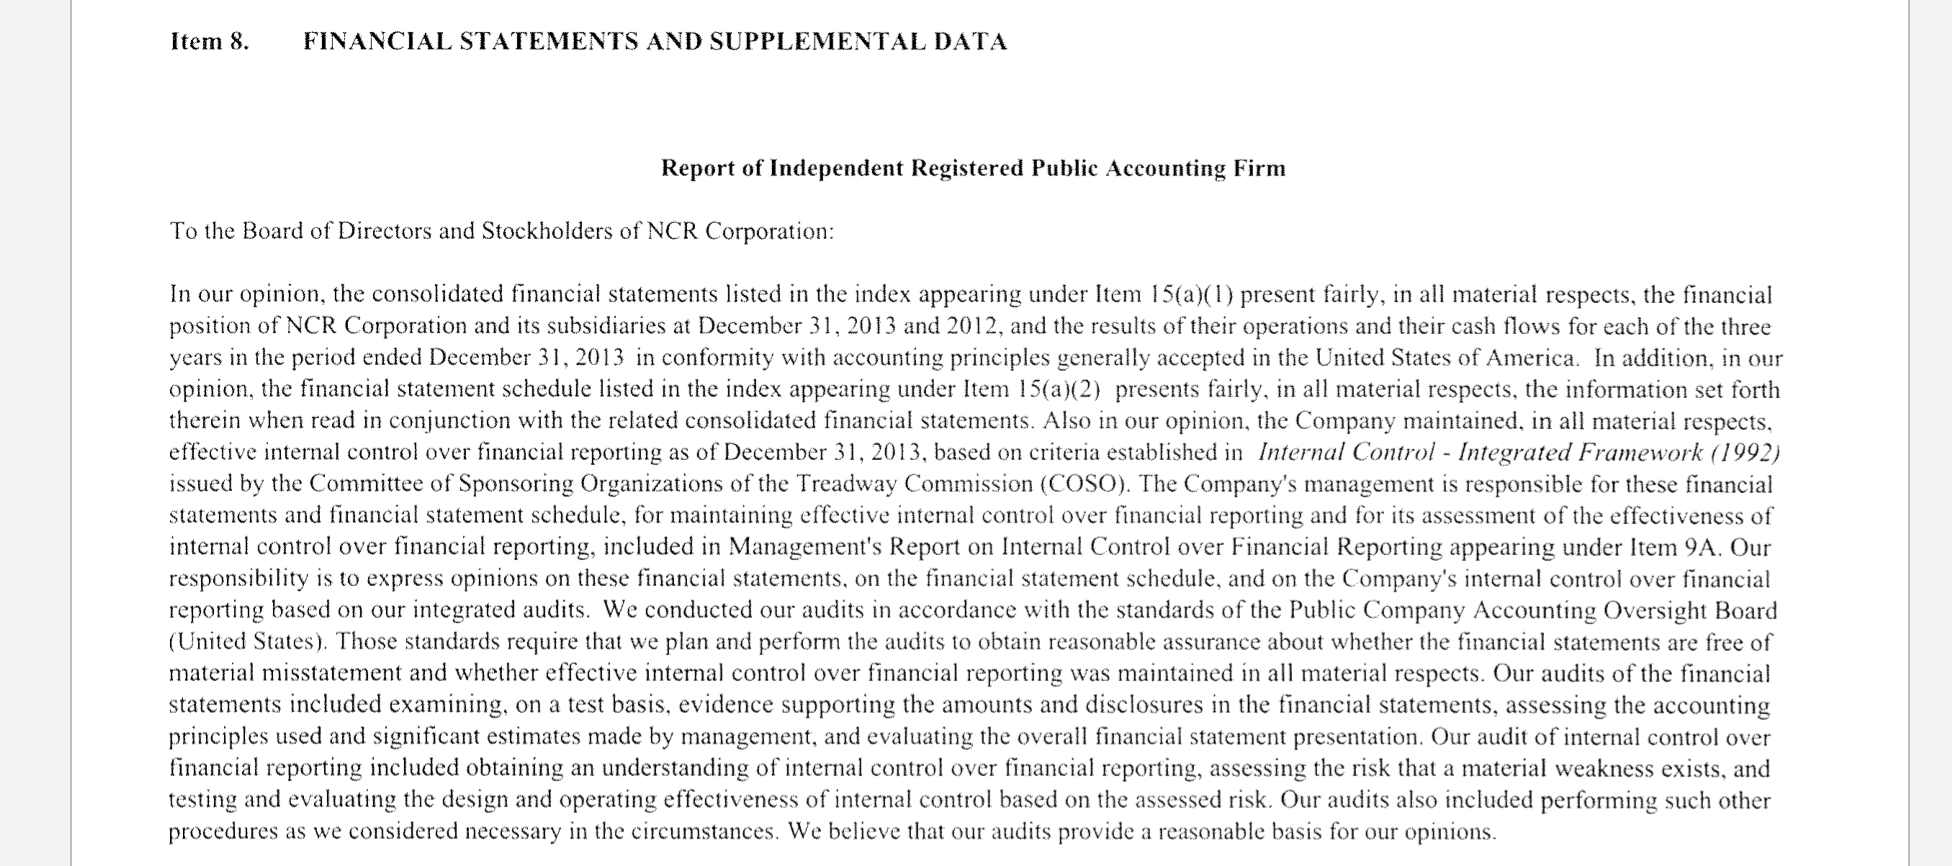 Item 8. FINANCIAL STATEMENTS AND SUPPLEMENTAL DATA
Report of Independent Registered Public Accounting Firm
To the Board of Directors and Stockholders of NCR Corporation:
In our opinion, the consolidated financial statements listed in the index appearing under Item 15(a)(1) present fairly, in all material respects, the financial
position of NCR Corporation and its subsidiaries at December 31, 2013 and 2012, and the results of their operations and their cash flows for each of the three
years in the period ended December 31, 2013 in conformity with accounting principles generally accepted in the United States of America. In addition, in our
opinion, the financial statement schedule listed in the index appearing under Item 15(a)(2) presents fairly, in all material respects, the information set forth
therein when read in conjunction with the related consolidated financial statements. Also in our opinion, the Company maintained, in all material respects,
effective internal control over financial reporting as of December 31, 2013, based on criteria established in Internal Control - Integrated Framework (1992)
issued by the Committee of Sponsoring Organizations of the Treadway Commission (COSO). The Company's management is responsible for these financial
statements and financial statement schedule, for maintaining effective internal control over financial reporting and for its assessment of the effectiveness of
internal control over financial reporting, included in Management's Report on Internal Control over Financial Reporting appearing under Item 9A. Our
responsibility is to express opinions on these financial statements, on the financial statement schedule, and on the Company's internal control over financial
reporting based on our integrated audits. We conducted our audits in accordance with the standards of the Public Company Accounting Oversight Board
(United States). Those standards require that we plan and perform the audits to obtain reasonable assurance about whether the financial statements are free of
material misstatement and whether effective internal control over financial reporting was maintained in all material respects. Our audits of the financial
statements included examining, on a test basis, evidence supporting the amounts and disclosures in the financial statements, assessing the accounting
principles used and significant estimates made by management, and evaluating the overall financial statement presentation. Our audit of internal control over
financial reporting included obtaining an understanding of internal control over financial reporting, assessing the risk that a material weakness exists, and
testing and evaluating the design and operating effectiveness of internal control based on the assessed risk. Our audits also included performing such other
procedures as we considered necessary in the circumstances. We believe that our audits provide a reasonable basis for our opinions.